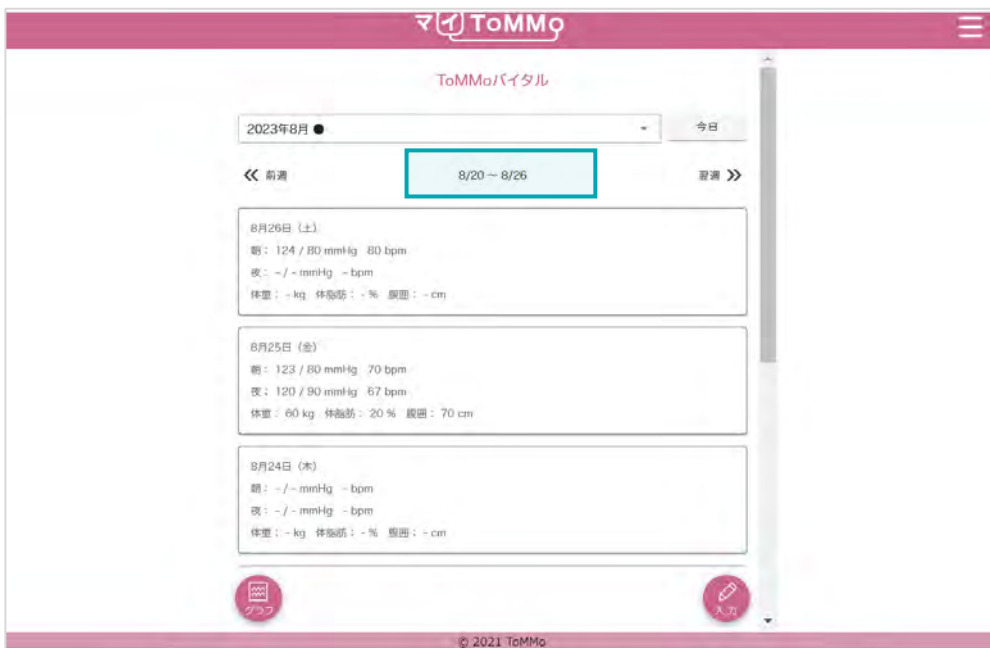 マイToMMo
ToMMoバイタル
2023年8月 ●
今日
≪ 前週
8/20 ~ 8/26
翌週 ≫
8月26日 (土)
朝: 124 / 80 mmHg 80 bpm
夜: - / - mmHg - bpm
体重: - kg 体脂肪: - % 腹囲: - cm
8月25日 (金)
朝: 123 / 80 mmHg 70 bpm
夜: 120 / 90 mmHg 67 bpm
体重: 60 kg 体脂肪: 20 % 腹囲: 70 cm
8月24日 (木)
朝: - / - mmHg - bpm
夜: - / - mmHg - bpm
体重: - kg 体脂肪: - % 腹囲: - cm
グラフ
入力
© 2021 ToMMo